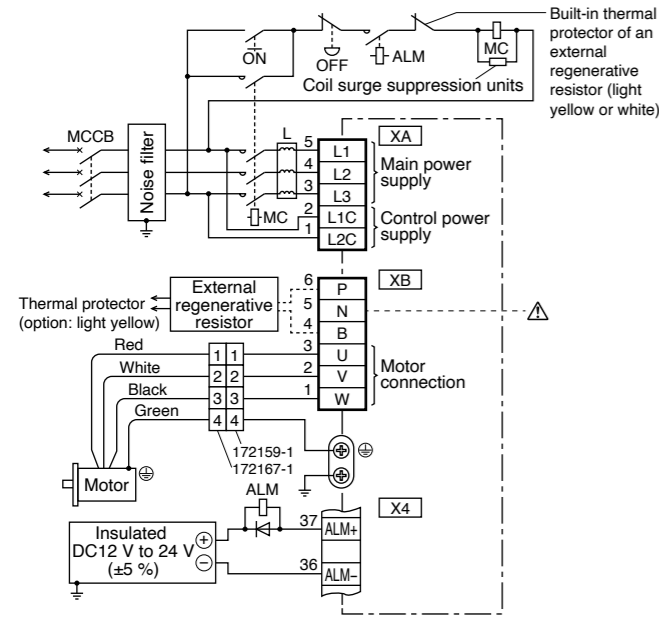 Built-in thermal
protector of an
external
regenerative
resistor (light
yellow or white)
ON
OFF
ALM
MC
Coil surge suppression units
MCCB
Noise filter
L
MC
XA
5 L1
4 L2
3 L3
2 L1C
1 L2C
Main power
supply
Control power
supply
XB
Thermal protector
(option: light yellow)
External
regenerative
resistor
6 P
5 N
4 B
3 U
2 V
1 W
Motor
connection
Red
White
Black
Green
1 1
2 2
3 3
4 4
172159-1
172167-1
Motor
ALM
X4
Insulated
DC12 V to 24 V
(±5 %)
37 ALM+
36 ALM−